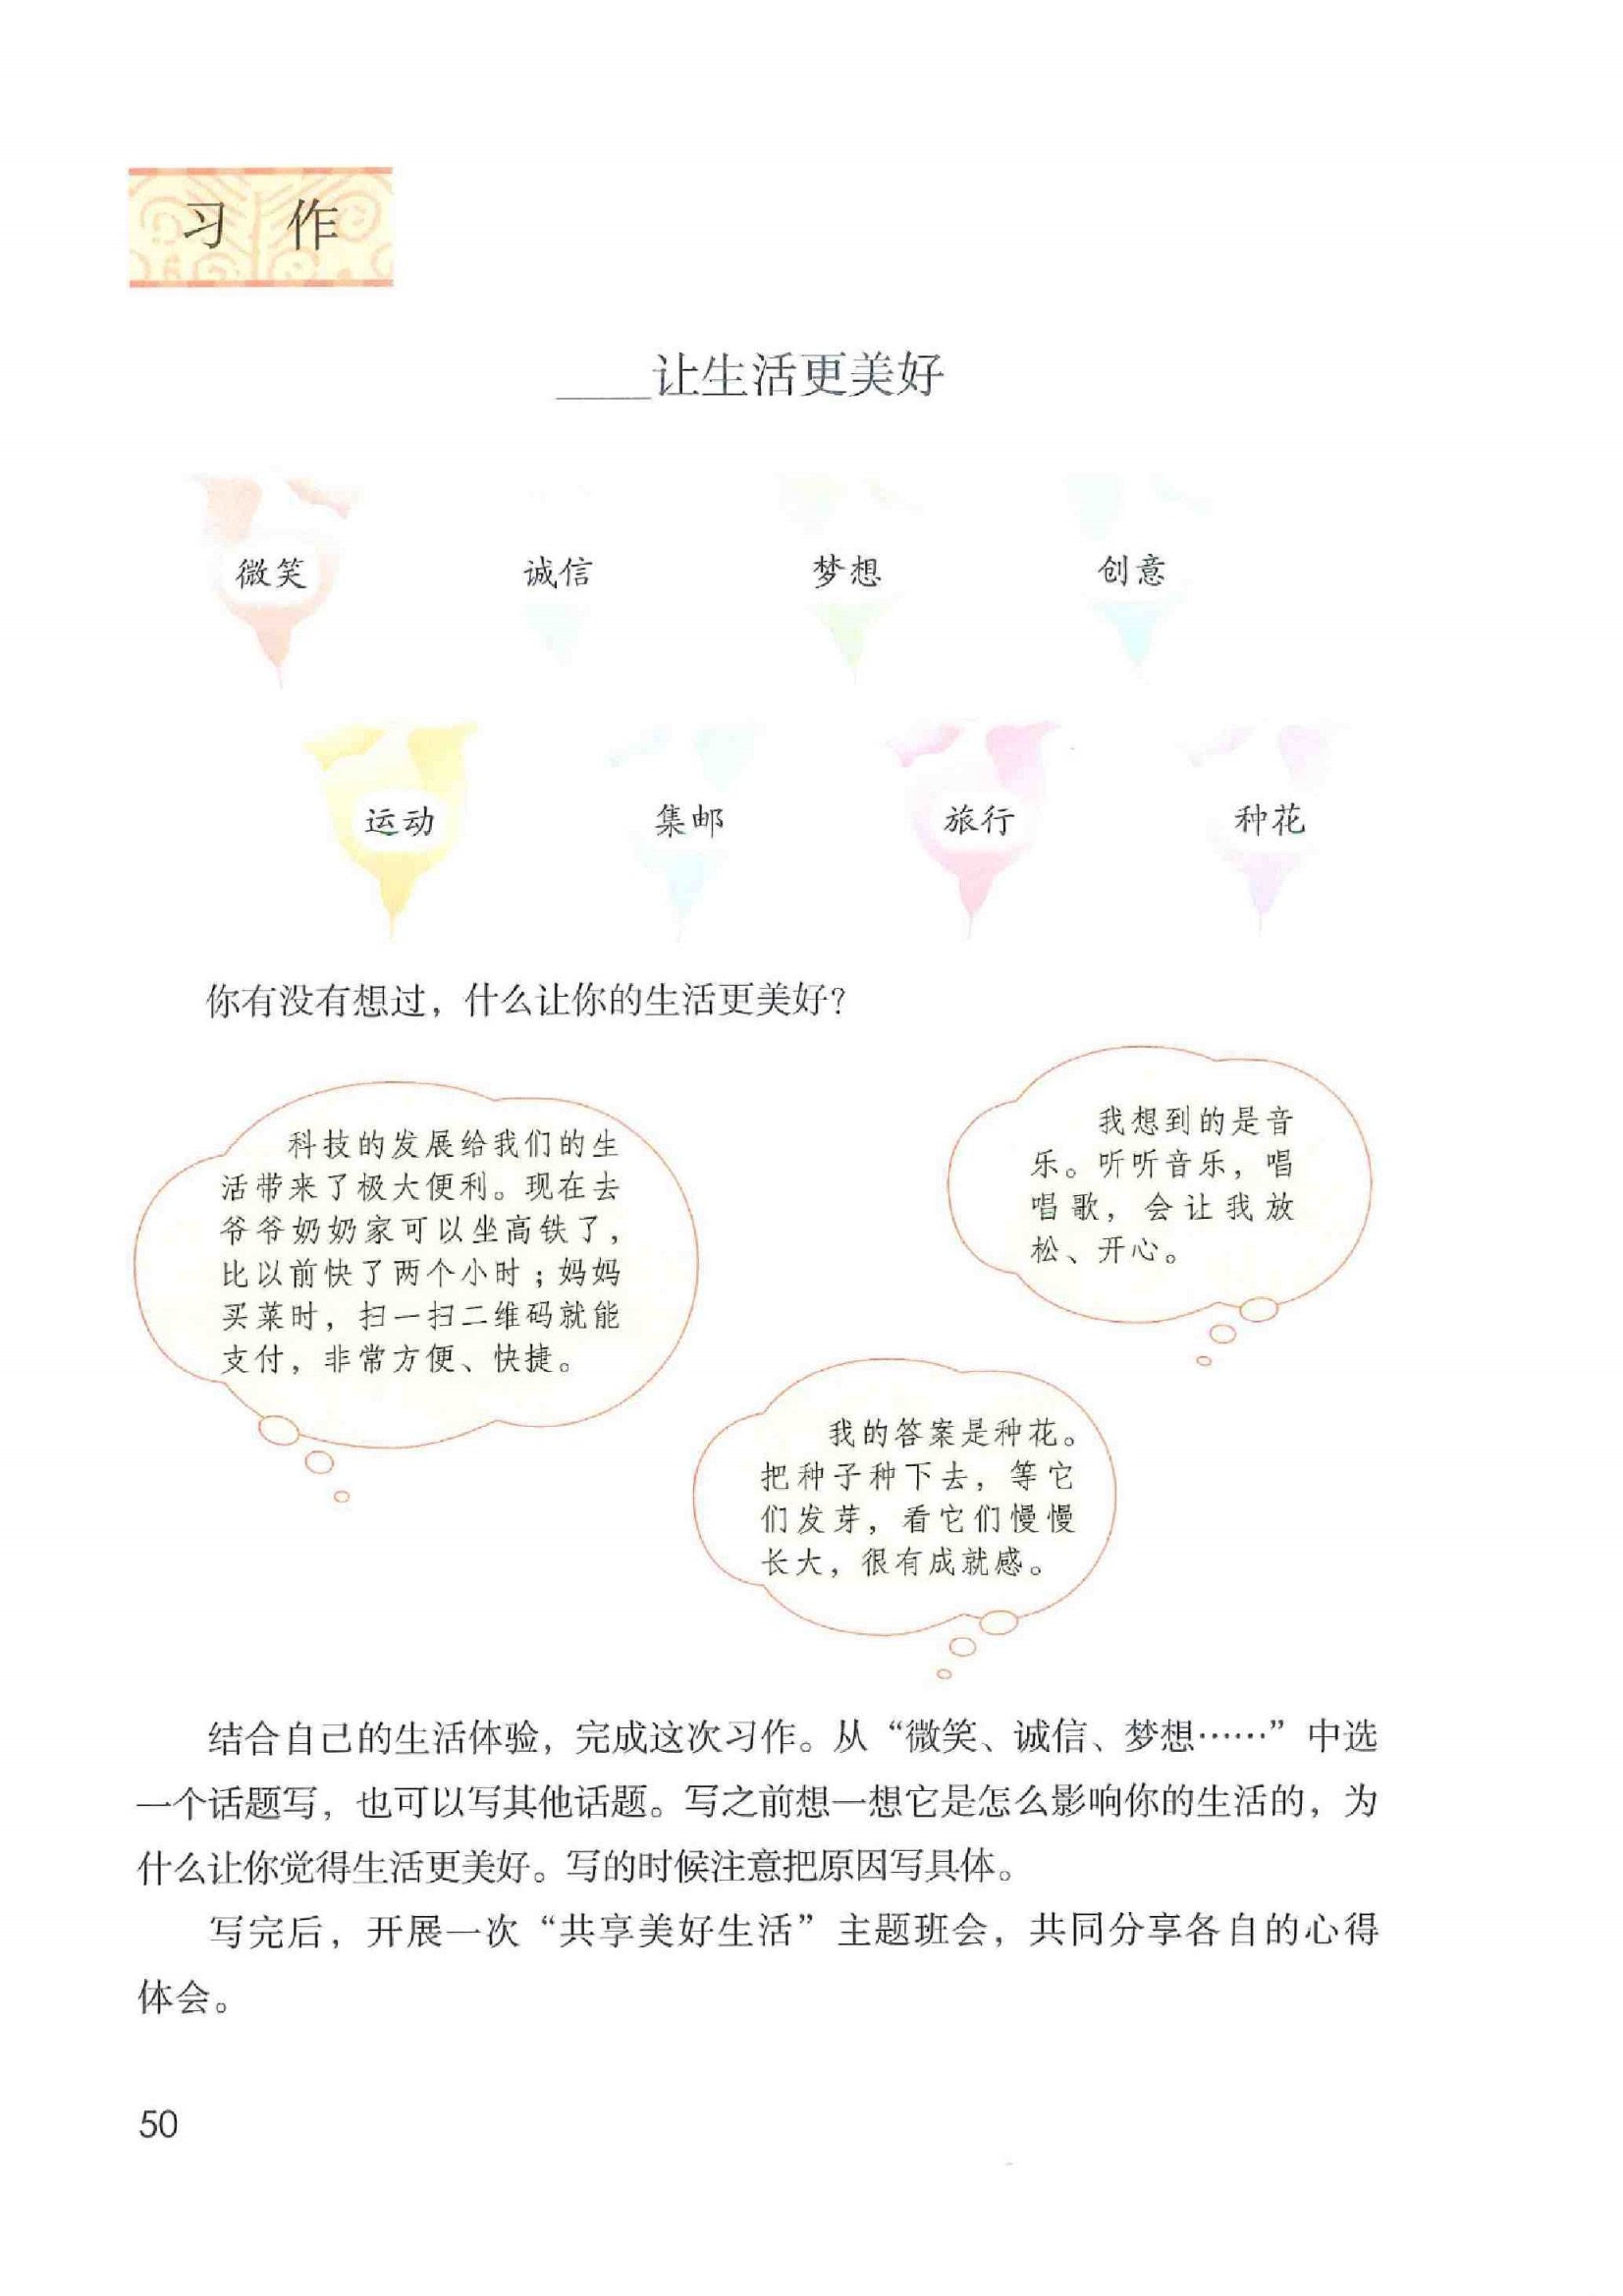 习 作
____让生活更美好
微笑 诚信 梦想 创意
运动 集邮 旅行 种花
你有没有想过，什么让你的生活更美好？
科技的发展给我们的生
活带来了极大便利。现在去
爷爷奶奶家可以坐高铁了，
比以前快了两个小时；妈妈
买菜时，扫一扫二维码就能
支付，非常方便、快捷。
我想到的是音
乐。听听音乐，唱
唱歌，会让我放
松、开心。
我的答案是种花。
把种子种下去，等它
们发芽，看它们慢慢
长大，很有成就感。
结合自己的生活体验，完成这次习作。从“微笑、诚信、梦想……”中选
一个话题写，也可以写其他话题。写之前想一想它是怎么影响你的生活的，为
什么让你觉得生活更美好。写的时候注意把原因写具体。
写完后，开展一次“共享美好生活”主题班会，共同分享各自的心得
体会。
50